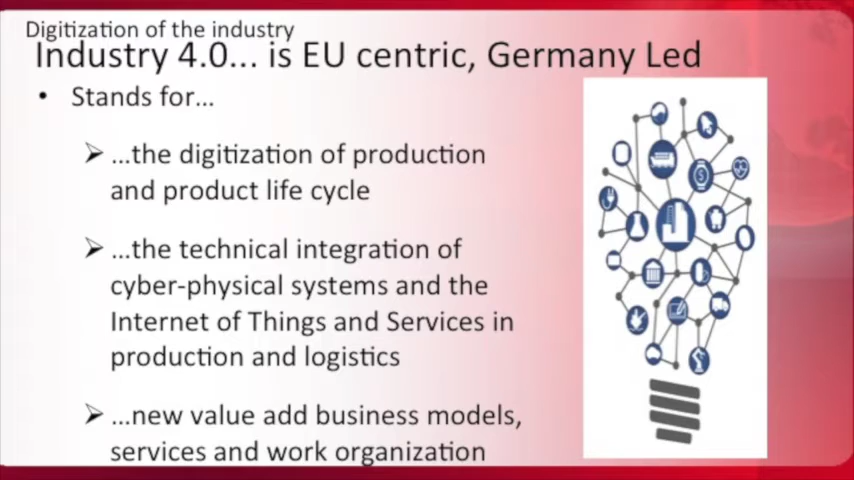 Digitization of the industry
Industry 4.0... is EU centric, Germany Led
• Stands for...
➢ ...the digitization of production
and product life cycle
➢ ...the technical integration of
cyber-physical systems and the
Internet of Things and Services in
production and logistics
➢ ...new value add business models,
services and work organization